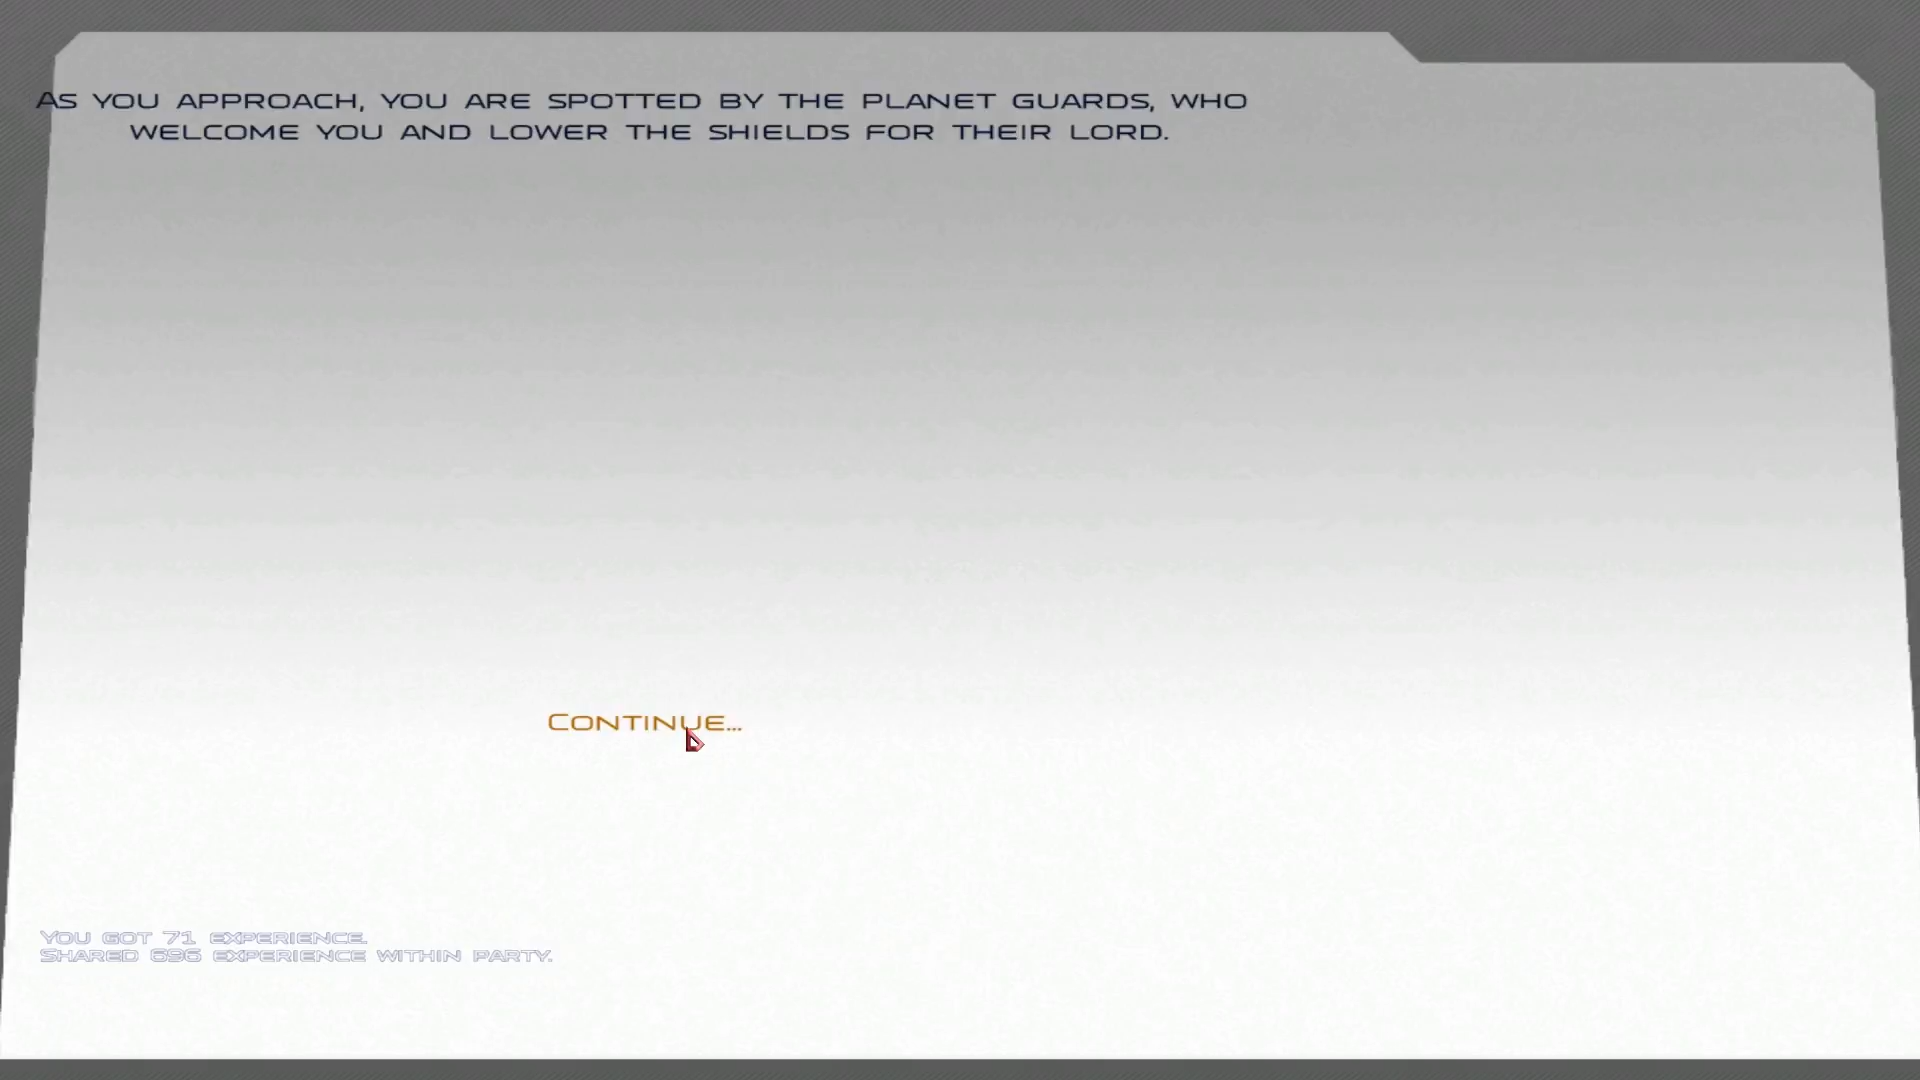 As you approach, you are spotted by the planet guards, who
welcome you and lower the shields for their lord.
Continue...
You got 71 experience.
Shared 696 experience within party.